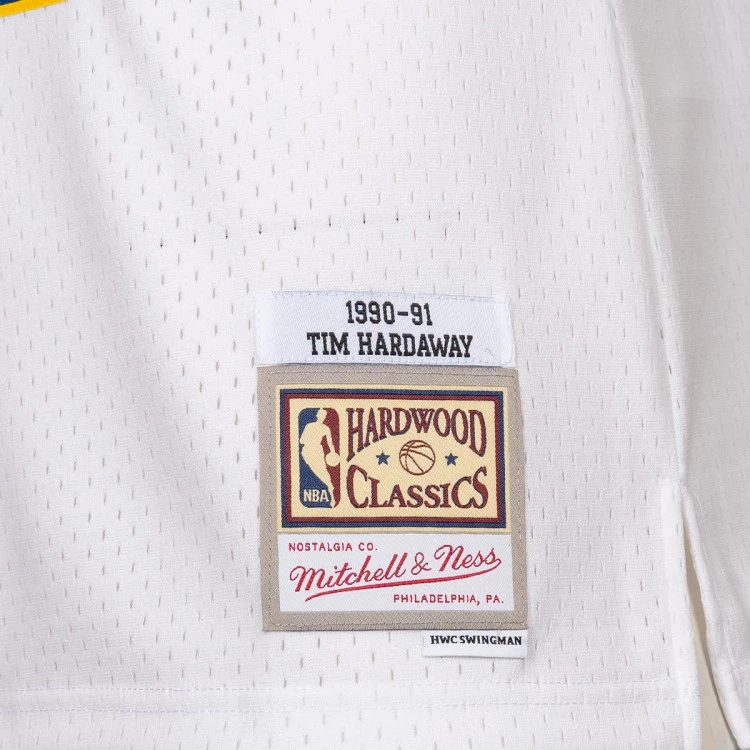 1990-91
TIM HARDAWAY
HARDWOOD
CLASSICS
NBA
NOSTALGIA CO.
Mitchell & Ness
PHILADELPHIA, PA.
HWC SWINGMAN